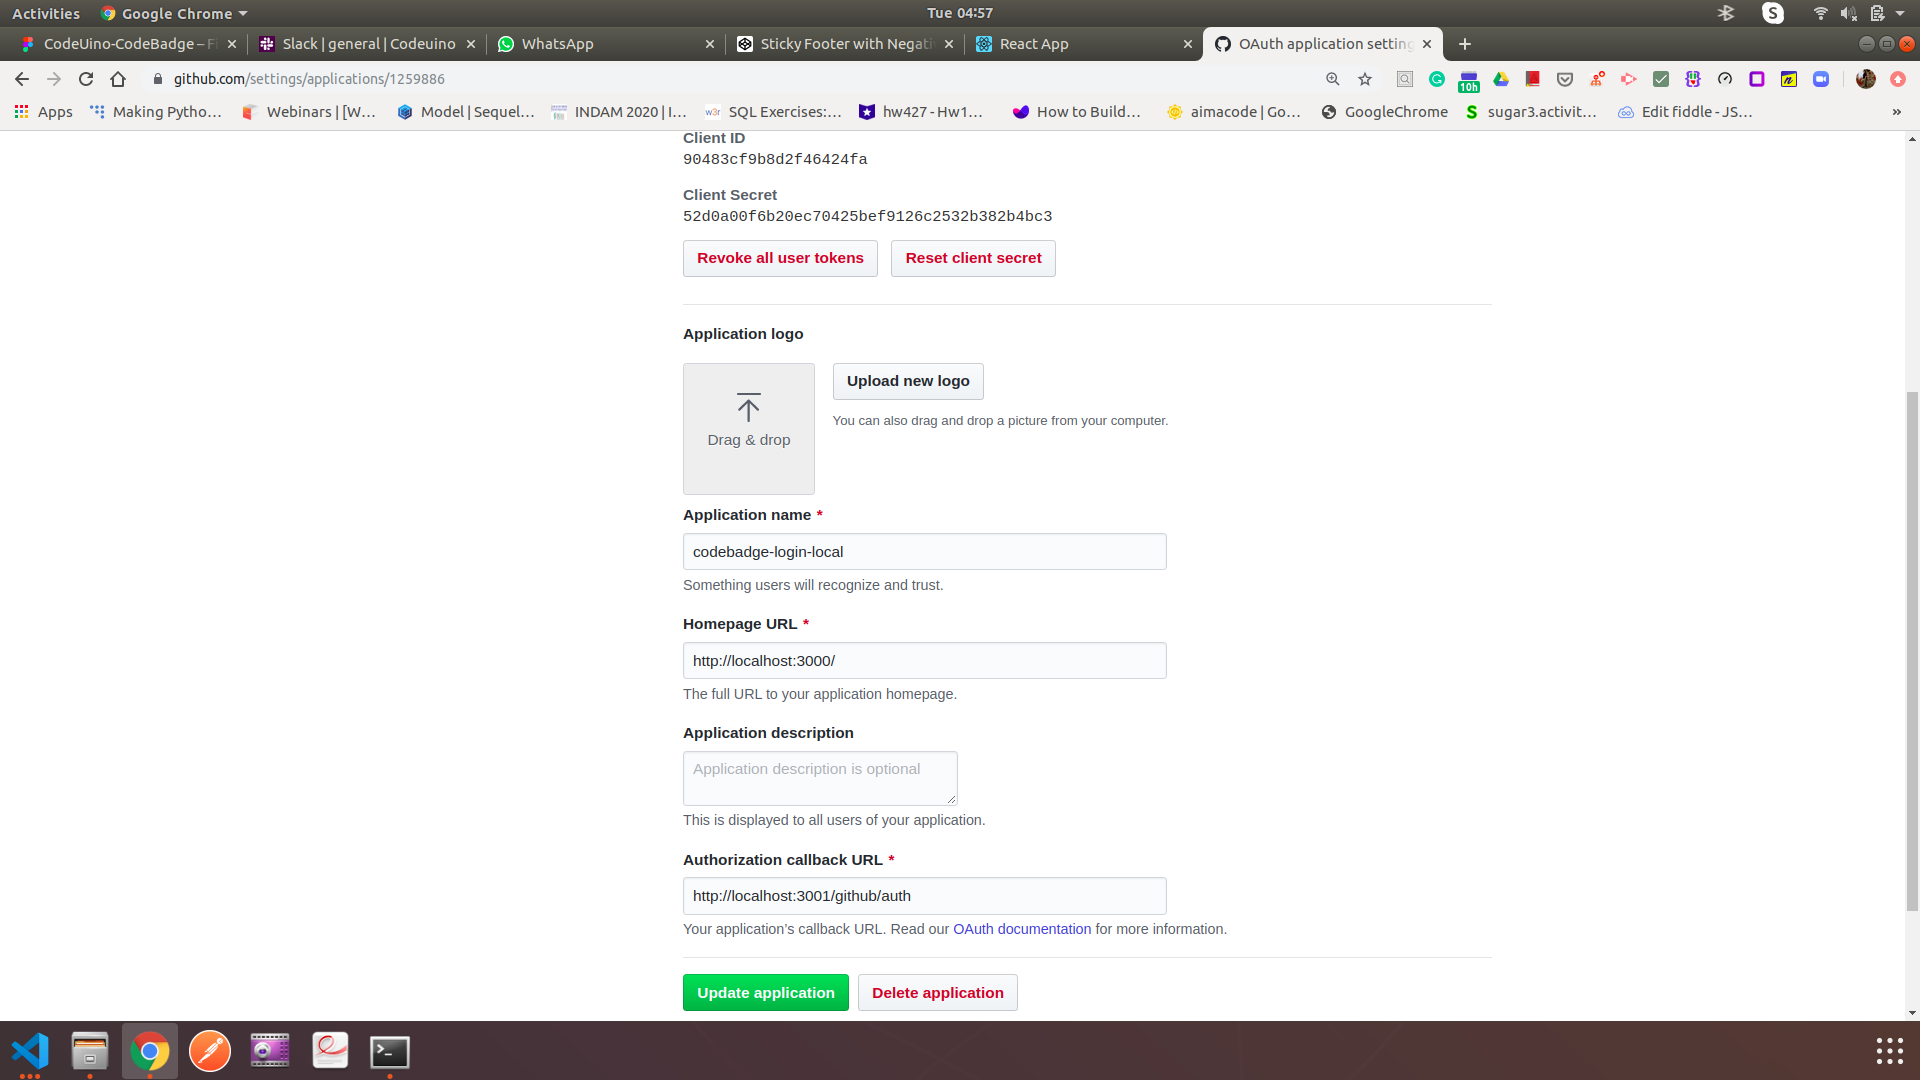 Activities
Google Chrome
Tue 04:57
CodeUino-CodeBadge – Fi
Slack | general | Codeuino
WhatsApp
Sticky Footer with Negati
React App
OAuth application setting
github.com/settings/applications/1259886
10h
Apps
Making Pytho…
Webinars | [W…
Model | Sequel…
INDAM 2020 | I…
w3r
SQL Exercises:…
hw427 - Hw1…
How to Build…
aimacode | Go…
GoogleChrome
S
sugar3.activit…
Edit fiddle - JS…
»
Client ID
90483cf9b8d2f46424fa
Client Secret
52d0a00f6b20ec70425bef9126c2532b382b4bc3
Revoke all user tokens
Reset client secret
Application logo
Drag & drop
Upload new logo
You can also drag and drop a picture from your computer.
Application name *
codebadge-login-local
Something users will recognize and trust.
Homepage URL *
http://localhost:3000/
The full URL to your application homepage.
Application description
Application description is optional
This is displayed to all users of your application.
Authorization callback URL *
http://localhost:3001/github/auth
Your application’s callback URL. Read our OAuth documentation for more information.
Update application
Delete application